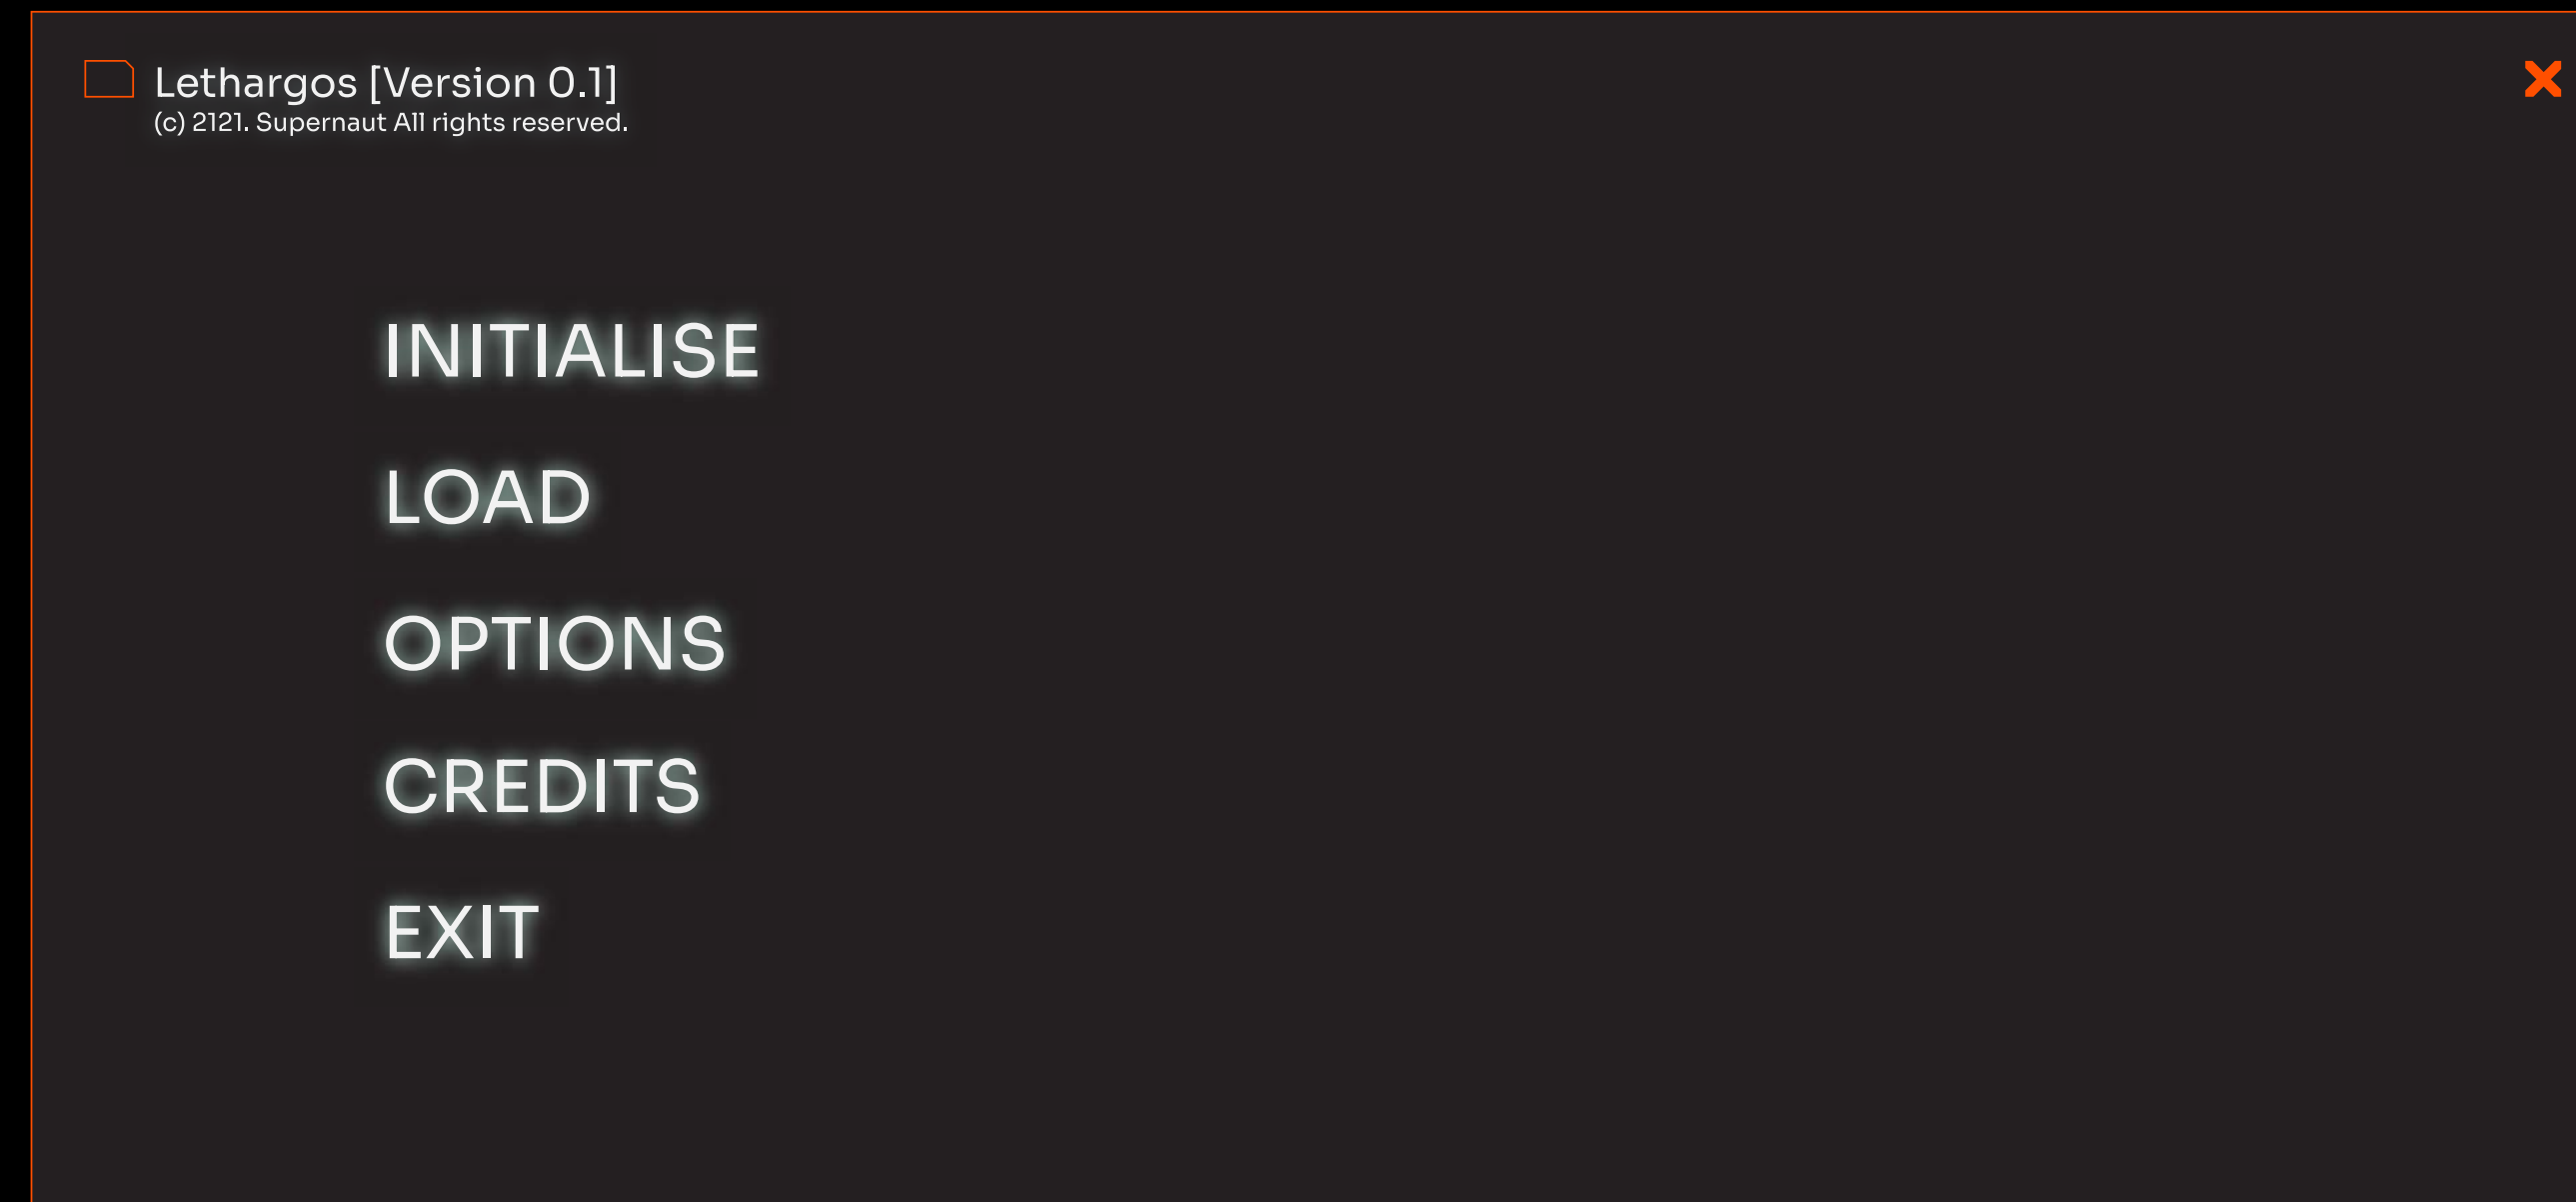 Lethargos [Version 0.1]
(c) 2121. Supernaut All rights reserved.
INITIALISE
LOAD
OPTIONS
CREDITS
EXIT